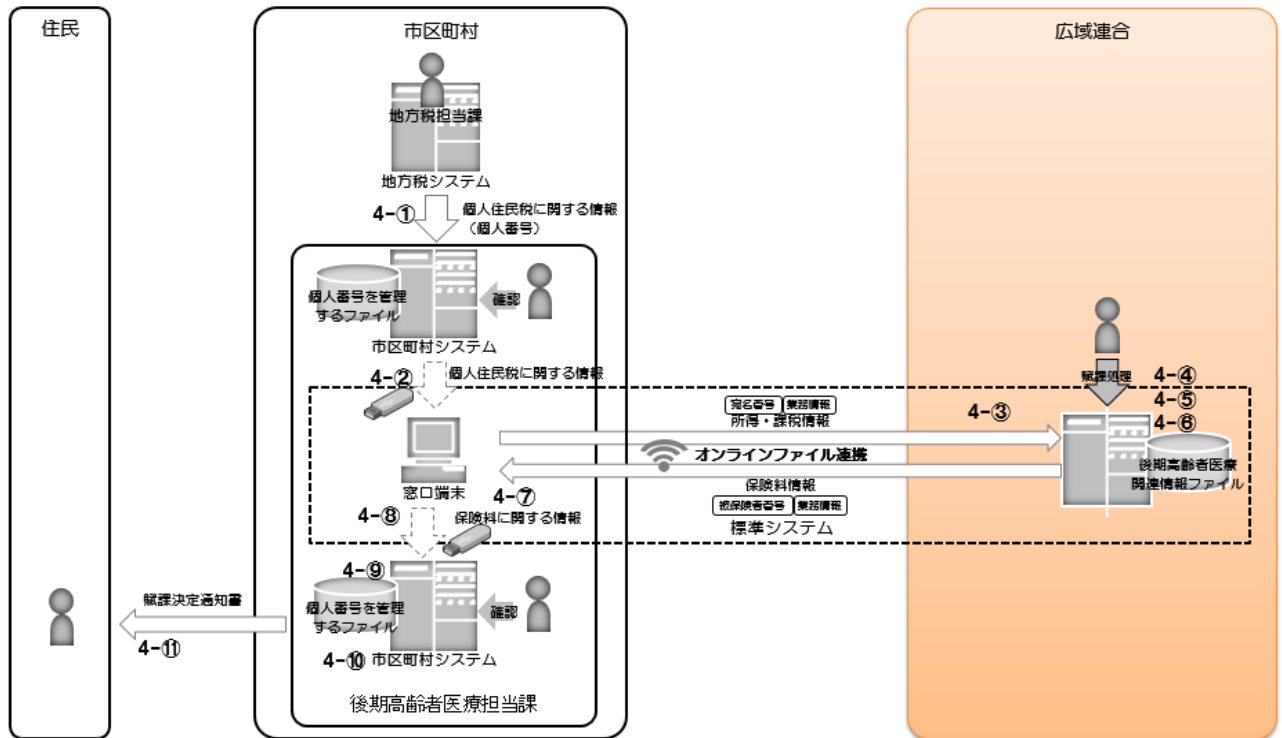 住民
市区町村
広域連合
地方税担当課
地方税システム
4-①
個人住民税に関する情報
（個人番号）
個人番号を管理
するファイル
確認
市区町村システム
4-②
個人住民税に関する情報
賦課処理
4-④
4-⑤
4-⑥
宛名番号
業務情報
所得・課税情報
4-③
オンラインファイル連携
窓口端末
4-⑦
保険料情報
被保険者番号
業務情報
標準システム
後期高齢者医療
関連情報ファイル
4-⑧
保険料に関する情報
4-⑨
個人番号を管理
するファイル
確認
4-⑩
市区町村システム
後期高齢者医療担当課
賦課決定通知書
4-⑪